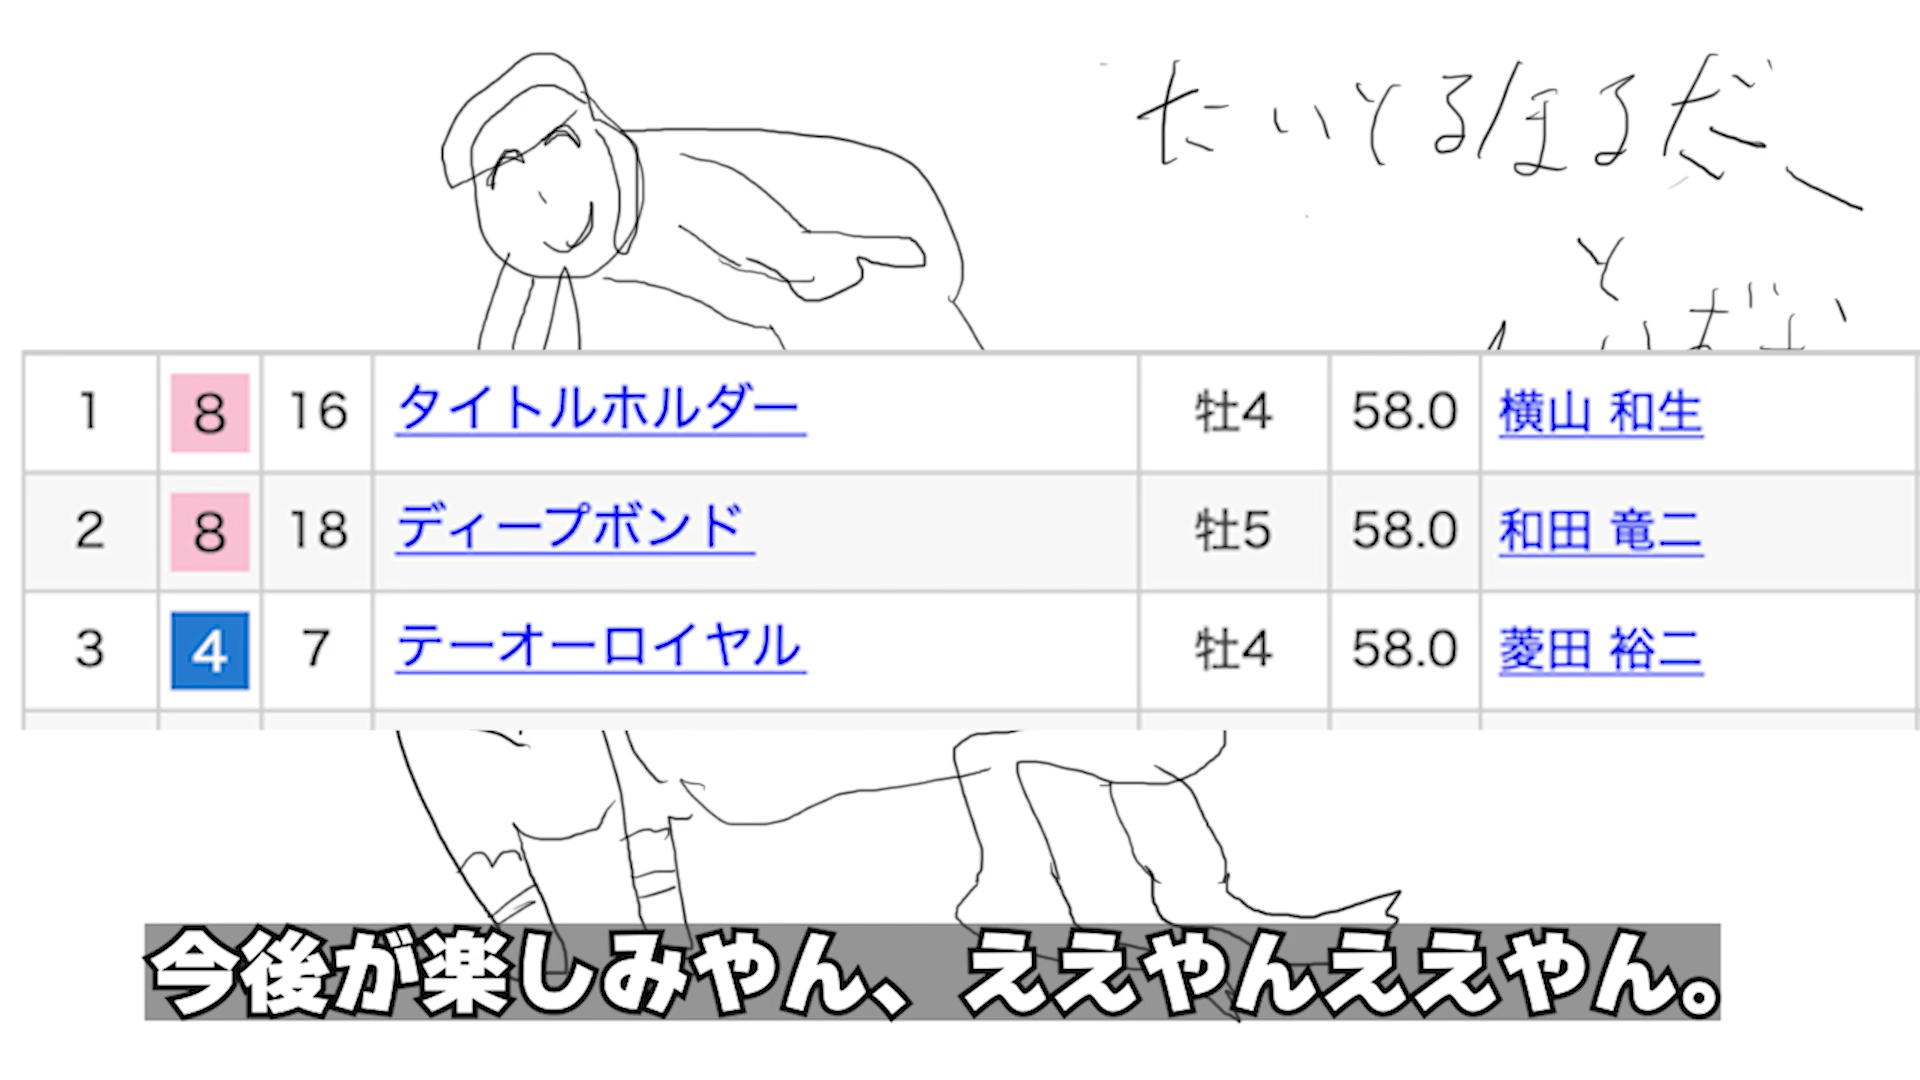 たいとるほるだー
と
1 8 16 タイトルホルダー 牡4 58.0 横山 和生
2 8 18 ディープボンド 牡5 58.0 和田 竜二
3 4 7 テーオーロイヤル 牡4 58.0 菱田 裕二
今後が楽しみやん、ええやんええやん。